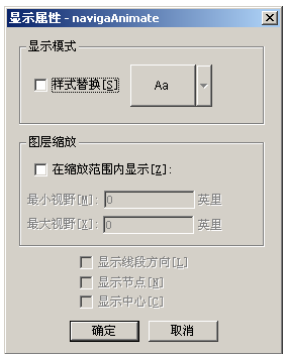 显示属性 - navigaAnimate
显示模式
样式替换[S]
Aa
图层缩放
在缩放范围内显示[Z]:
最小视野[M]: 0 英里
最大视野[X]: 0 英里
显示线段方向[L]
显示节点[N]
显示中心[C]
确定 取消